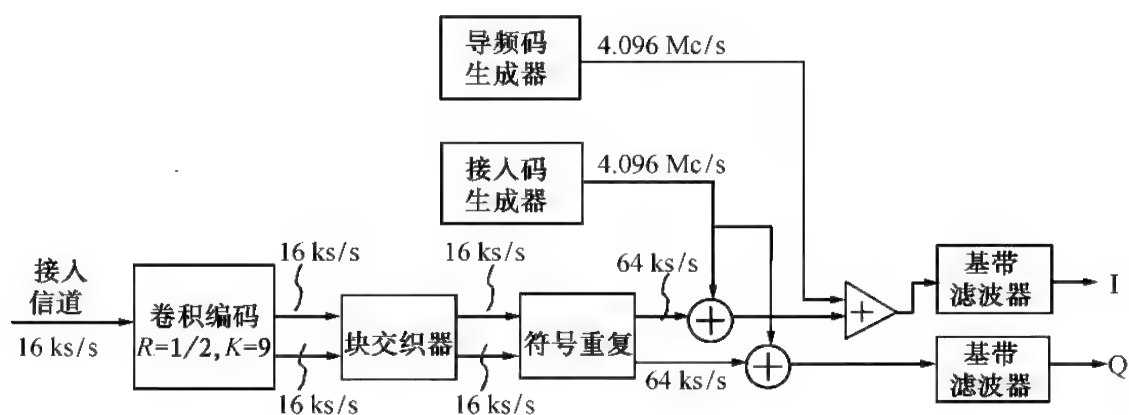 导频码
生成器
4.096 Mc/s
接入码
生成器
4.096 Mc/s
接入
信道
16 ks/s
卷积编码
R=1/2, K=9
16 ks/s
16 ks/s
块交织器
16 ks/s
16 ks/s
符号重复
64 ks/s
64 ks/s
基带
滤波器
I
基带
滤波器
Q